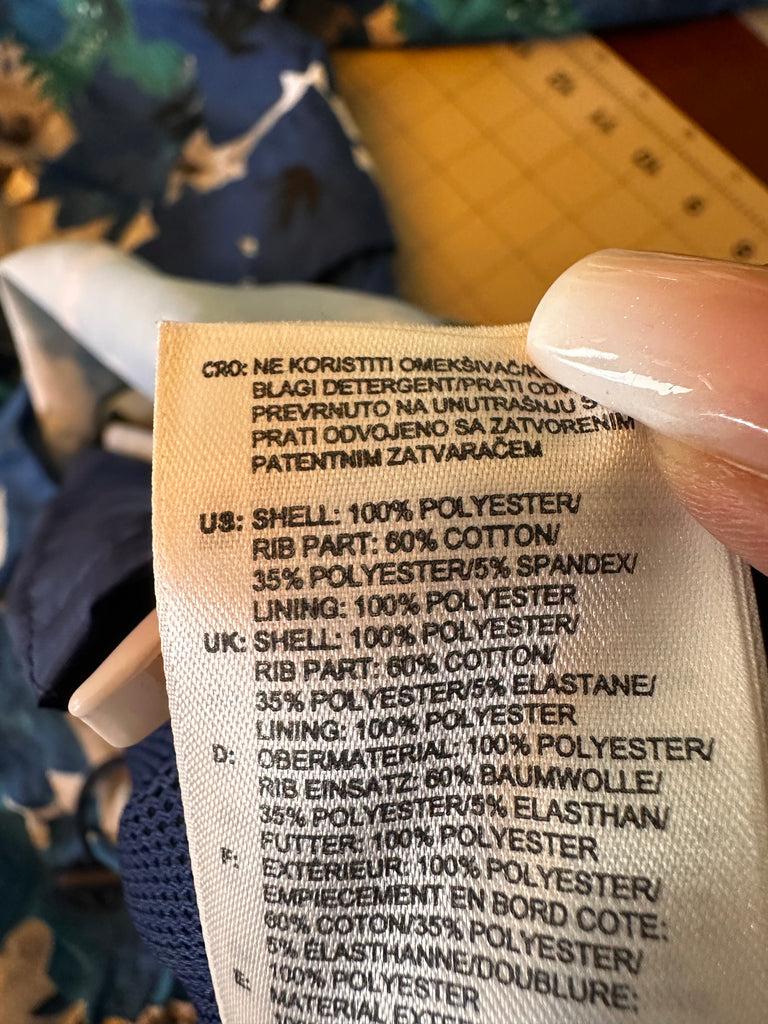 CRO: NE KORISTITI OMEKŠIVAČ/
BLAGI DETERGENT/PRATI
PREVRNUTO NA UNUTRAŠNJU
PRATI ODVOJENO SA ZATVORENIM
PATENTNIM ZATVARAČEM
US: SHELL: 100% POLYESTER/
RIB PART: 60% COTTON/
35% POLYESTER/5% SPANDEX/
LINING: 100% POLYESTER
UK: SHELL: 100% POLYESTER/
RIB PART: 60% COTTON/
35% POLYESTER/5% ELASTANE/
LINING: 100% POLYESTER
D: OBERMATERIAL: 100% POLYESTER/
RIB EINSATZ: 60% BAUMWOLLE/
35% POLYESTER/5% ELASTHAN/
FUTTER: 100% POLYESTER
F: EXTERIEUR: 100% POLYESTER/
EMPIECEMENT EN BORD COTE:
60% COTON/35% POLYESTER/
5% ELASTHANNE/DOUBLURE:
100% POLYESTER
E: MATERIAL